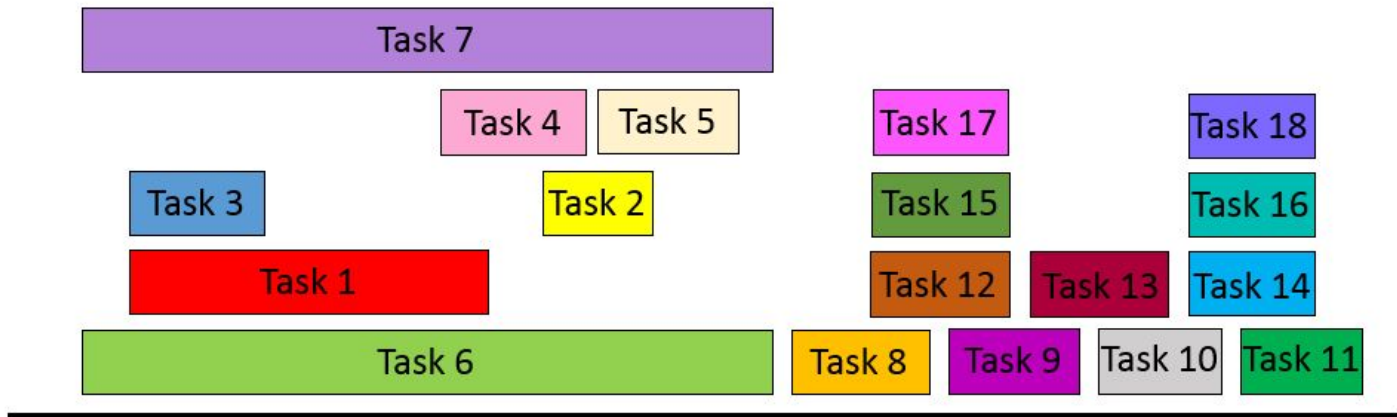 Task 7
Task 4 Task 5 Task 17 Task 18
Task 3 Task 2 Task 15 Task 16
Task 1 Task 12 Task 13 Task 14
Task 6 Task 8 Task 9 Task 10 Task 11